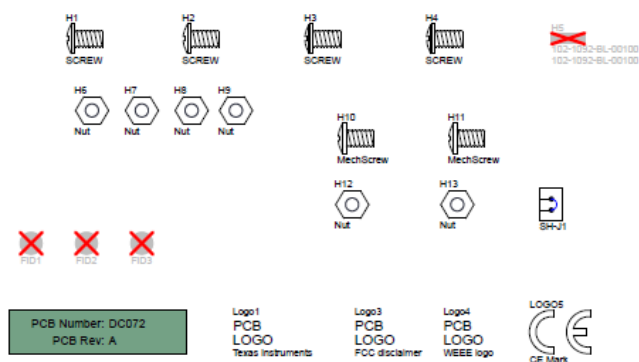 H1 H2 H3 H4 H5
SCREW SCREW SCREW SCREW 102-1092-BL-00100
102-1092-BL-00100
H6 H7 H8 H9
Nut Nut Nut Nut
H10 H11
MechScrew MechScrew
H12 H13
Nut Nut SH-J1
FID1 FID2 FID3
PCB Number: DC072
PCB Rev: A
Logo1
PCB
LOGO
Texas Instruments
Logo3
PCB
LOGO
FCC disclaimer
Logo4
PCB
LOGO
WEEE logo
LOGO5
CE
CE Mark